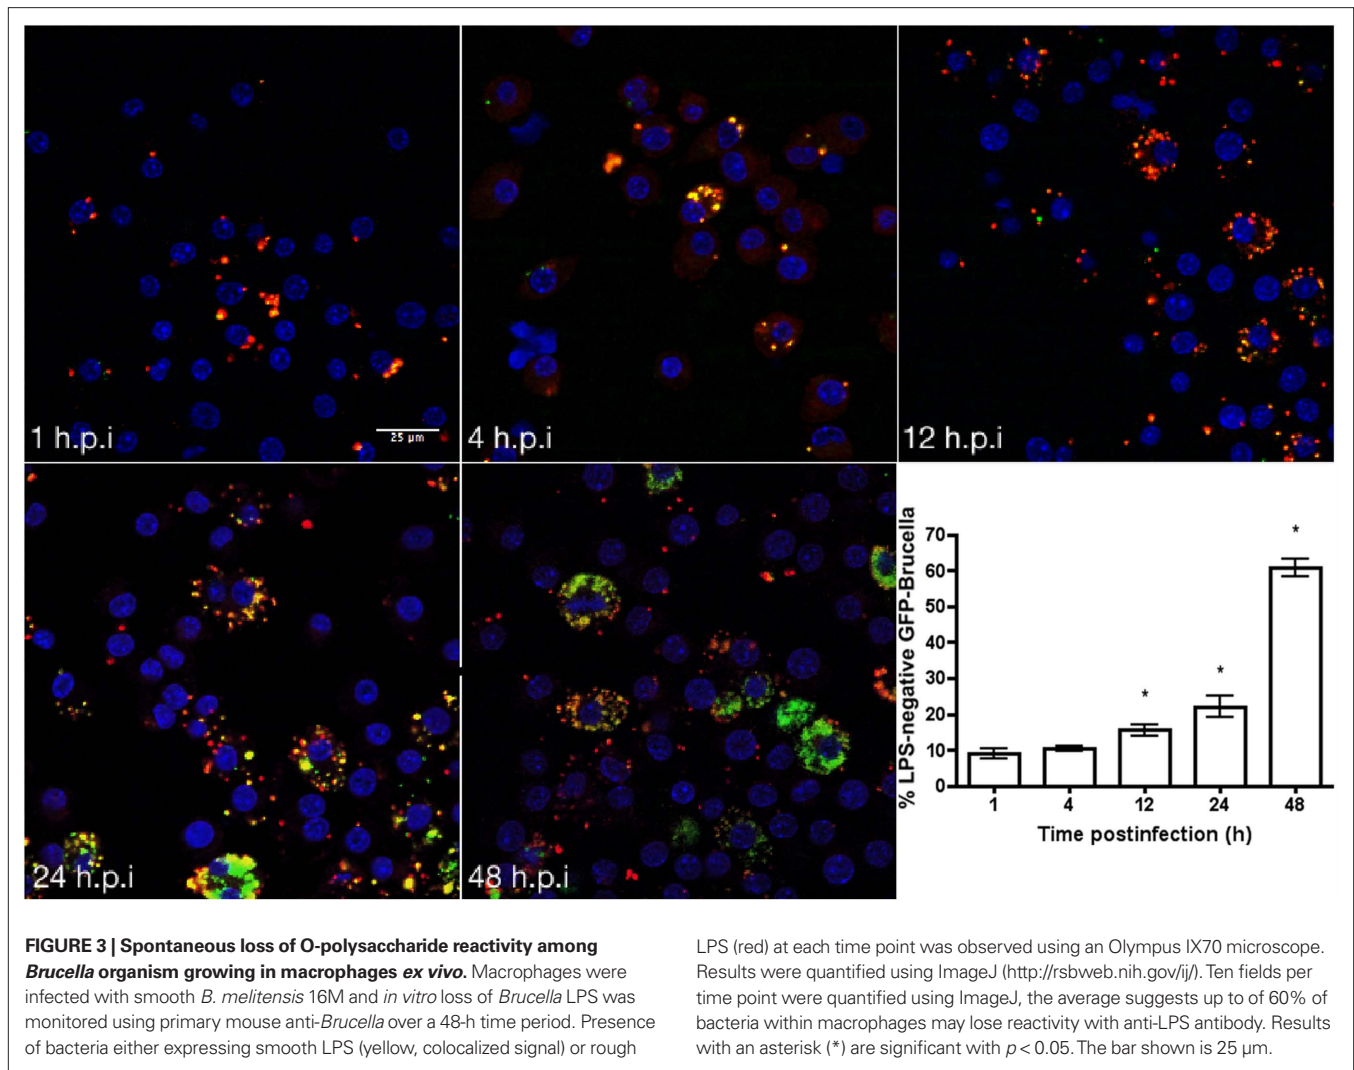 1 h.p.i
25 µm
4 h.p.i
12 h.p.i
24 h.p.i
48 h.p.i
% LPS-negative GFP-Brucella
70
60
50
40
30
20
10
0
*
*
*
1 4 12 24 48
Time postinfection (h)
FIGURE 3 | Spontaneous loss of O-polysaccharide reactivity among
Brucella organism growing in macrophages ex vivo. Macrophages were
infected with smooth B. melitensis 16M and in vitro loss of Brucella LPS was
monitored using primary mouse anti-Brucella over a 48-h time period. Presence
of bacteria either expressing smooth LPS (yellow, colocalized signal) or rough
LPS (red) at each time point was observed using an Olympus IX70 microscope.
Results were quantified using ImageJ (http://rsbweb.nih.gov/ij/). Ten fields per
time point were quantified using ImageJ, the average suggests up to of 60% of
bacteria within macrophages may lose reactivity with anti-LPS antibody. Results
with an asterisk (*) are significant with p < 0.05. The bar shown is 25 µm.